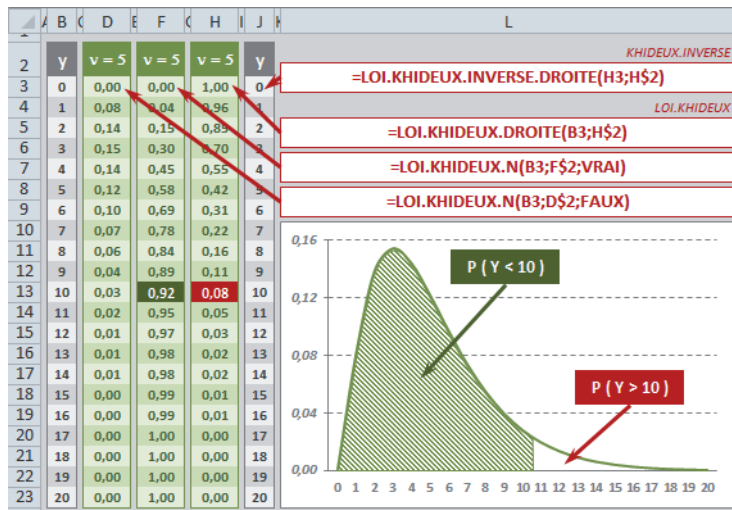 A B C D E F G H I J K L
2 y v = 5 v = 5 v = 5 y KHIDEUX.INVERSE
3 0 0,00 0,00 1,00 0 =LOI.KHIDEUX.INVERSE.DROITE(H3;H$2)
4 1 0,08 0,04 0,96 1 LOI.KHIDEUX
5 2 0,14 0,15 0,85 2 =LOI.KHIDEUX.DROITE(B3;H$2)
6 3 0,15 0,30 0,70 3
7 4 0,14 0,45 0,55 4 =LOI.KHIDEUX.N(B3;F$2;VRAI)
8 5 0,12 0,58 0,42 5
9 6 0,10 0,69 0,31 6 =LOI.KHIDEUX.N(B3;D$2;FAUX)
10 7 0,07 0,78 0,22 7
11 8 0,06 0,84 0,16 8
12 9 0,04 0,89 0,11 9
13 10 0,03 0,92 0,08 10
14 11 0,02 0,95 0,05 11
15 12 0,01 0,97 0,03 12
16 13 0,01 0,98 0,02 13
17 14 0,01 0,98 0,02 14
18 15 0,00 0,99 0,01 15
19 16 0,00 0,99 0,01 16
20 17 0,00 1,00 0,00 17
21 18 0,00 1,00 0,00 18
22 19 0,00 1,00 0,00 19
23 20 0,00 1,00 0,00 20
0,16
P ( Y < 10 )
0,12
0,08
P ( Y > 10 )
0,04
0,00
0 1 2 3 4 5 6 7 8 9 10 11 12 13 14 15 16 17 18 19 20